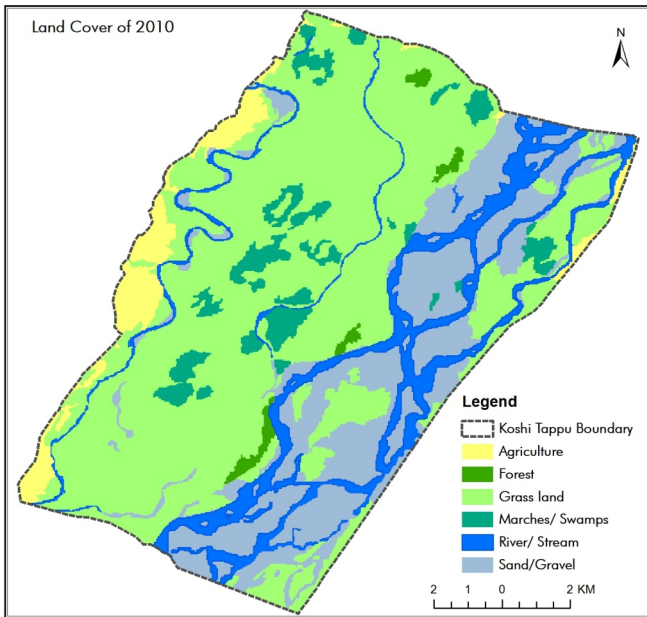 Land Cover of 2010
N
Legend
Koshi Tappu Boundary
Agriculture
Forest
Grass land
Marches/ Swamps
River/ Stream
Sand/Gravel
2 1 0 2 KM